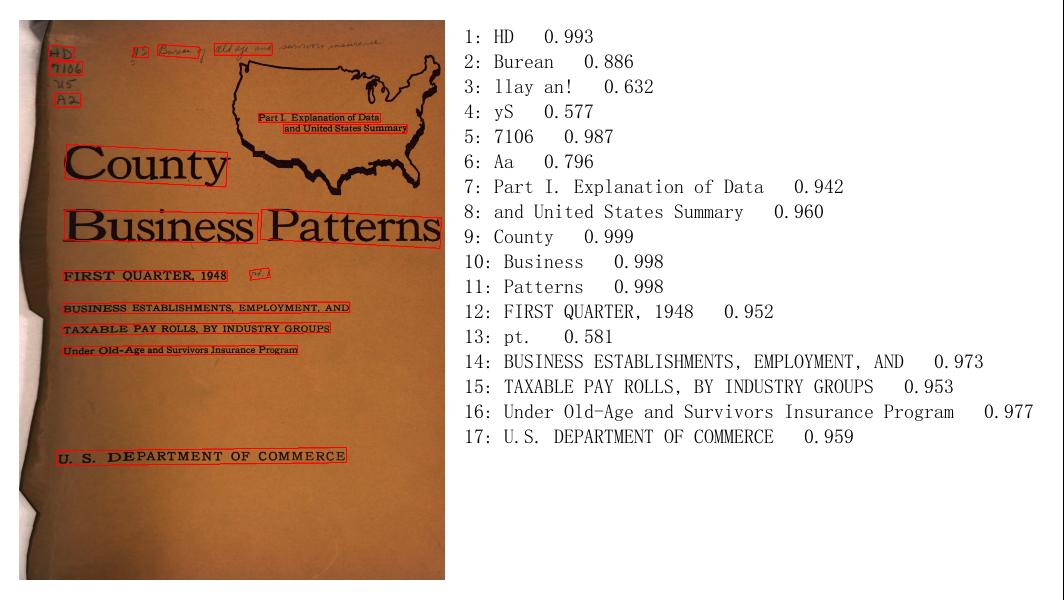 HD
7106
U5
A2
U.S. Bureau of old age and survivors insurance
Part I. Explanation of Data
and United States Summary
County
Business Patterns
FIRST QUARTER, 1948 pt. 1
BUSINESS ESTABLISHMENTS, EMPLOYMENT, AND
TAXABLE PAY ROLLS, BY INDUSTRY GROUPS
Under Old-Age and Survivors Insurance Program
U. S. DEPARTMENT OF COMMERCE
1: HD 0.993
2: Burean 0.886
3: llay an! 0.632
4: yS 0.577
5: 7106 0.987
6: Aa 0.796
7: Part I. Explanation of Data 0.942
8: and United States Summary 0.960
9: County 0.999
10: Business 0.998
11: Patterns 0.998
12: FIRST QUARTER, 1948 0.952
13: pt. 0.581
14: BUSINESS ESTABLISHMENTS, EMPLOYMENT, AND 0.973
15: TAXABLE PAY ROLLS, BY INDUSTRY GROUPS 0.953
16: Under Old-Age and Survivors Insurance Program 0.977
17: U.S. DEPARTMENT OF COMMERCE 0.959